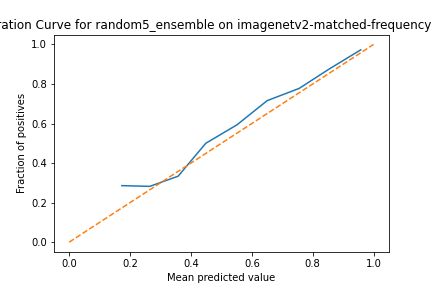 ration Curve for random5_ensemble on imagenetv2-matched-frequency
1.0
0.8
0.6
0.4
0.2
0.0
Fraction of positives
0.0 0.2 0.4 0.6 0.8 1.0
Mean predicted value